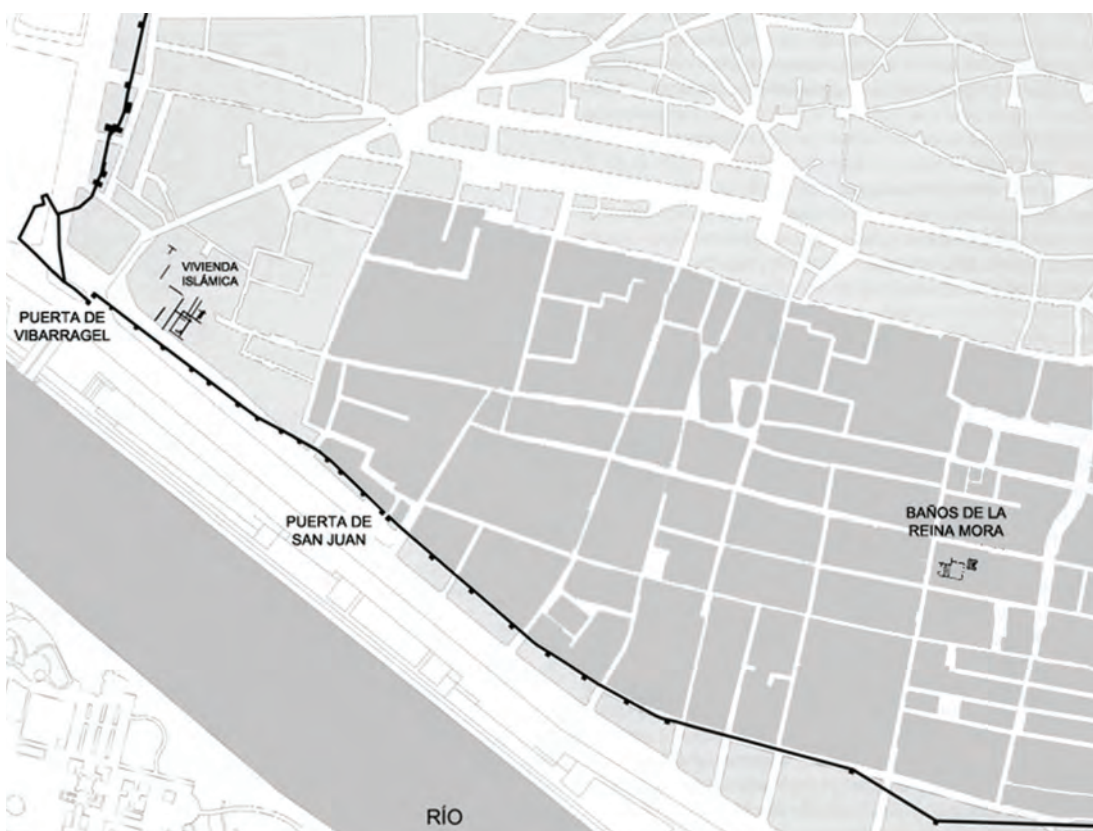 VIVIENDA
ISLÁMICA
PUERTA DE
VIBARRAGEL
PUERTA DE
SAN JUAN
BAÑOS DE LA
REINA MORA
RÍO